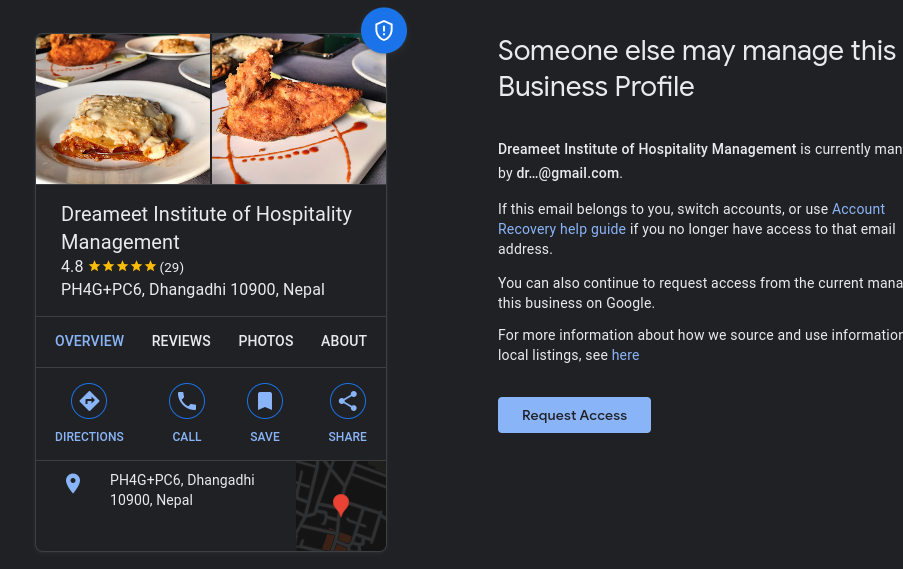 Dreameet Institute of Hospitality
Management
4.8 (29)
PH4G+PC6, Dhangadhi 10900, Nepal
OVERVIEW REVIEWS PHOTOS ABOUT
DIRECTIONS CALL SAVE SHARE
PH4G+PC6, Dhangadhi
10900, Nepal
Someone else may manage this
Business Profile
Dreameet Institute of Hospitality Management is currently man
by dr...@gmail.com.
If this email belongs to you, switch accounts, or use Account
Recovery help guide if you no longer have access to that email
address.
You can also continue to request access from the current mana
this business on Google.
For more information about how we source and use information
local listings, see here
Request Access